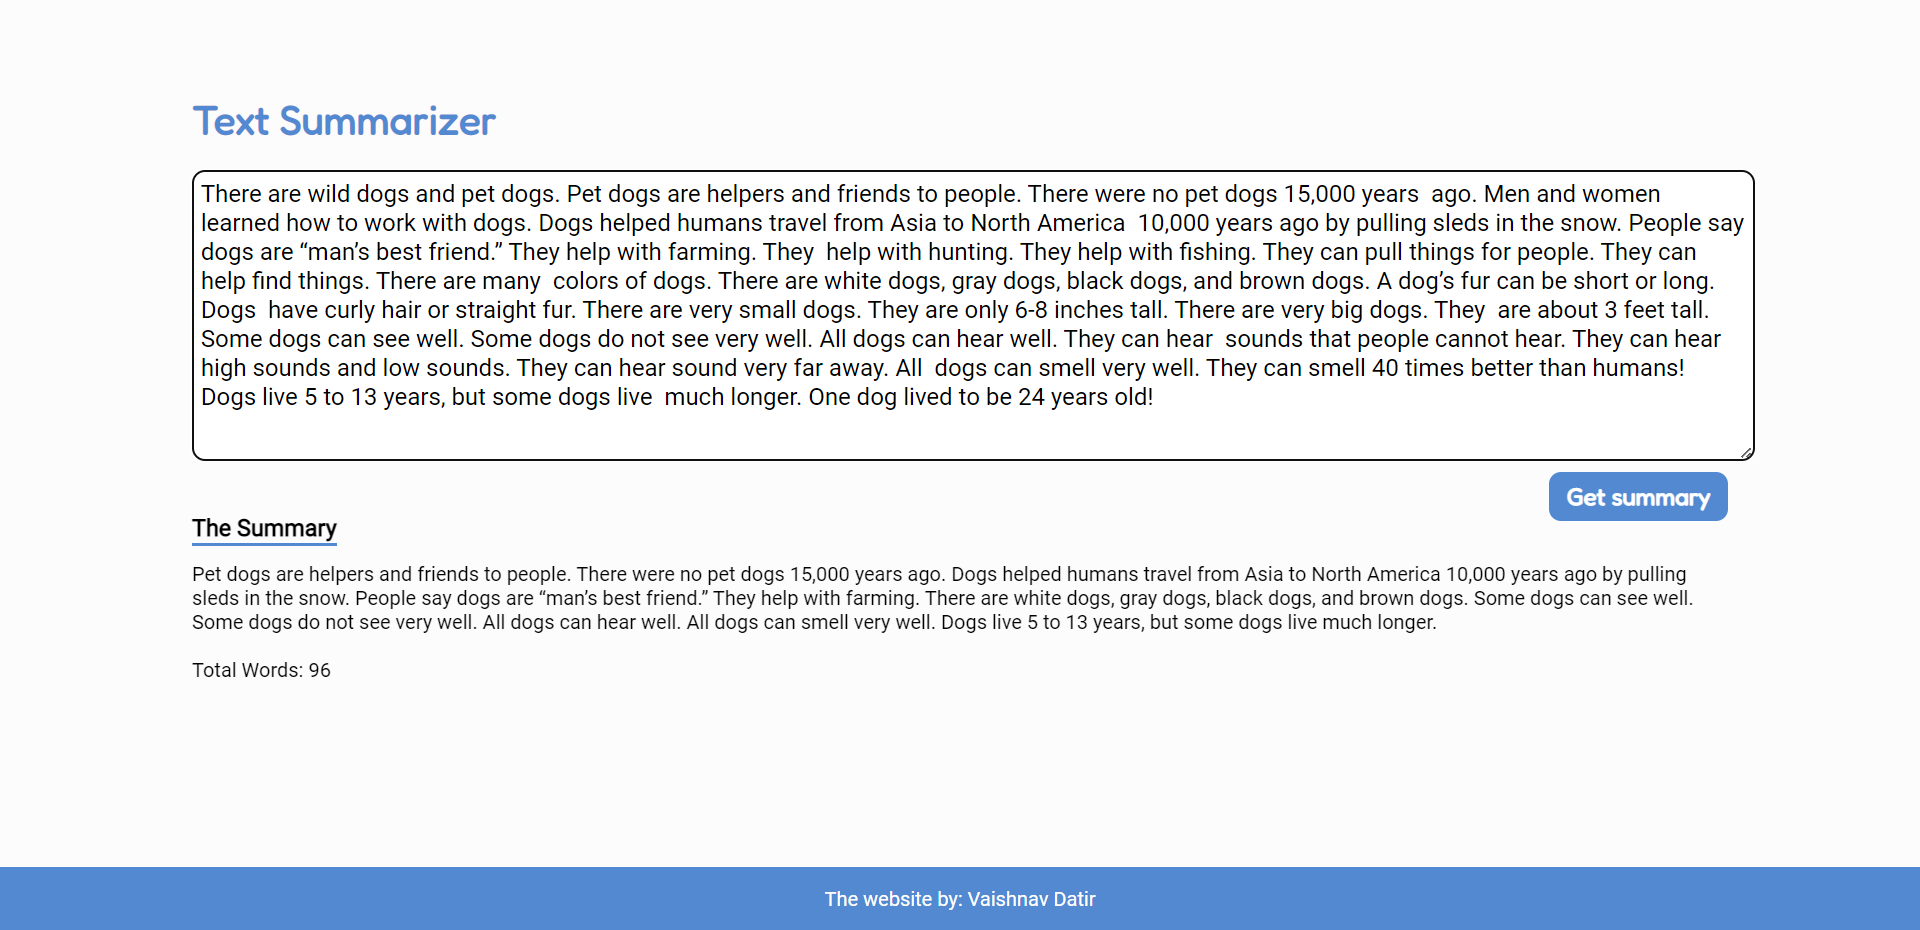 Text Summarizer
There are wild dogs and pet dogs. Pet dogs are helpers and friends to people. There were no pet dogs 15,000 years  ago. Men and women
learned how to work with dogs. Dogs helped humans travel from Asia to North America  10,000 years ago by pulling sleds in the snow. People say
dogs are “man’s best friend.” They help with farming. They  help with hunting. They help with fishing. They can pull things for people. They can
help find things. There are many  colors of dogs. There are white dogs, gray dogs, black dogs, and brown dogs. A dog’s fur can be short or long.
Dogs  have curly hair or straight fur. There are very small dogs. They are only 6-8 inches tall. There are very big dogs. They  are about 3 feet tall.
Some dogs can see well. Some dogs do not see very well. All dogs can hear well. They can hear  sounds that people cannot hear. They can hear
high sounds and low sounds. They can hear sound very far away. All  dogs can smell very well. They can smell 40 times better than humans!
Dogs live 5 to 13 years, but some dogs live  much longer. One dog lived to be 24 years old!
Get summary
The Summary
Pet dogs are helpers and friends to people. There were no pet dogs 15,000 years ago. Dogs helped humans travel from Asia to North America 10,000 years ago by pulling
sleds in the snow. People say dogs are “man’s best friend.” They help with farming. There are white dogs, gray dogs, black dogs, and brown dogs. Some dogs can see well.
Some dogs do not see very well. All dogs can hear well. All dogs can smell very well. Dogs live 5 to 13 years, but some dogs live much longer.
Total Words: 96
The website by: Vaishnav Datir